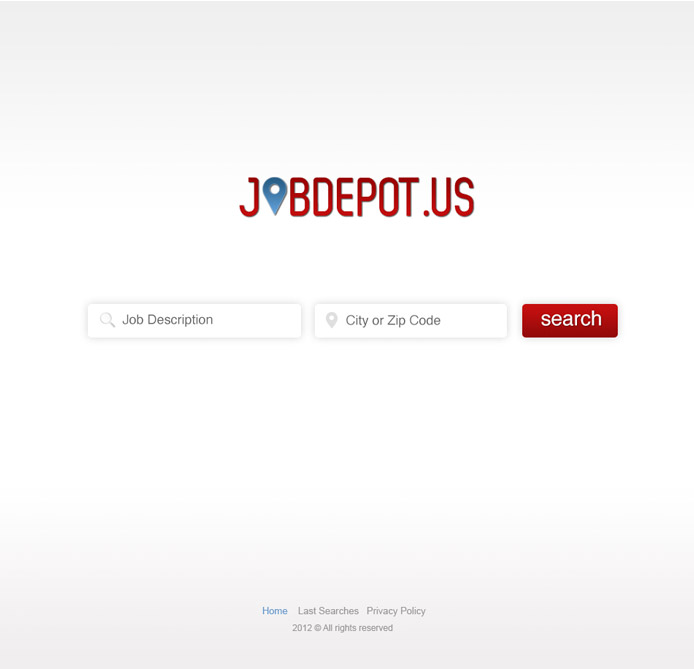 JOBDEPOT.US
Job Description
City or Zip Code
search
Home Last Searches Privacy Policy
2012 © All rights reserved